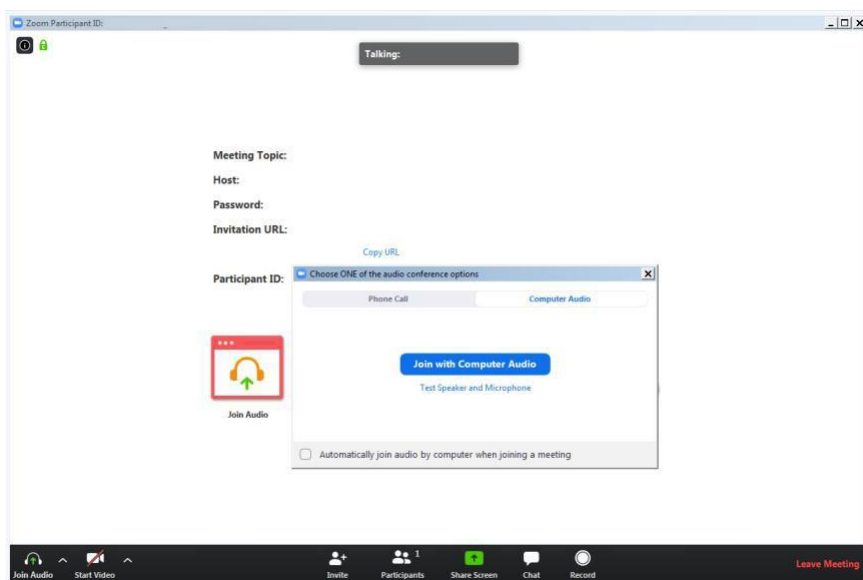 Zoom Participant ID:
Talking:
Meeting Topic:
Host:
Password:
Invitation URL:
Copy URL
Participant ID:
Choose ONE of the audio conference options
Phone Call
Computer Audio
Join with Computer Audio
Test Speaker and Microphone
Join Audio
Automatically join audio by computer when joining a meeting
Join Audio
Start Video
Invite
1
Participants
Share Screen
Chat
Record
Leave Meeting